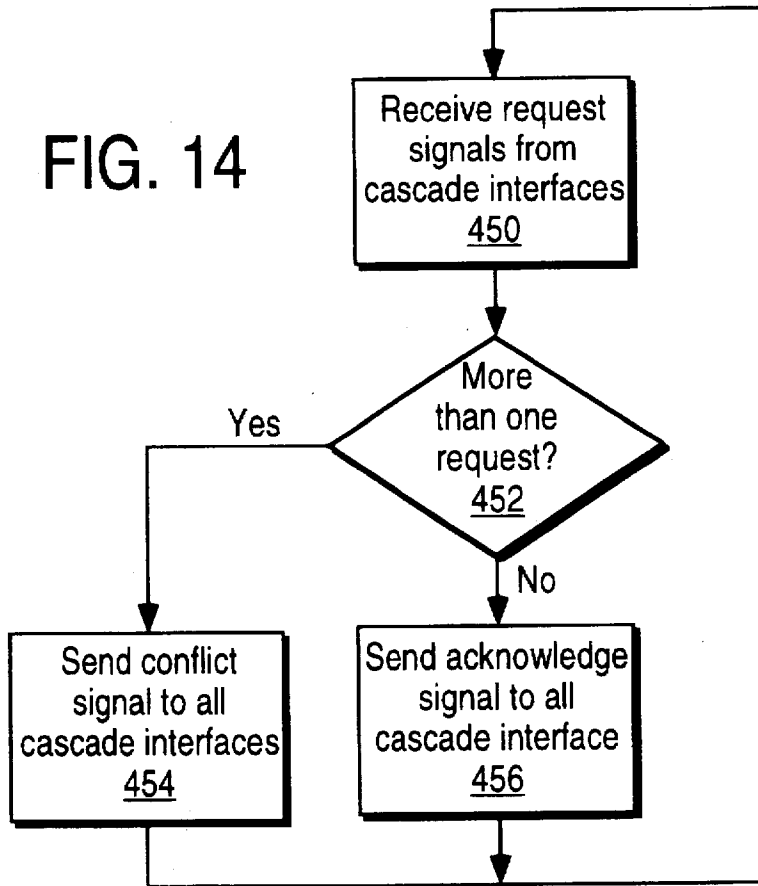 FIG. 14
Receive request
signals from
cascade interfaces
450
More
than one
request?
452
Yes
No
Send conflict
signal to all
cascade interfaces
454
Send acknowledge
signal to all
cascade interface
456